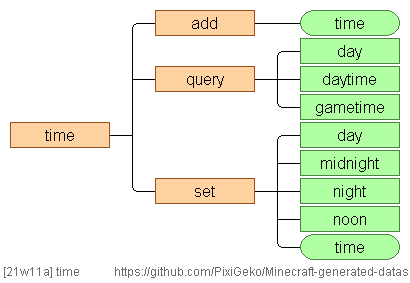 add
time
day
query
daytime
gametime
time
day
midnight
set
night
noon
time
[21w11a] time
https://github.com/PixiGeko/Minecraft-generated-datas